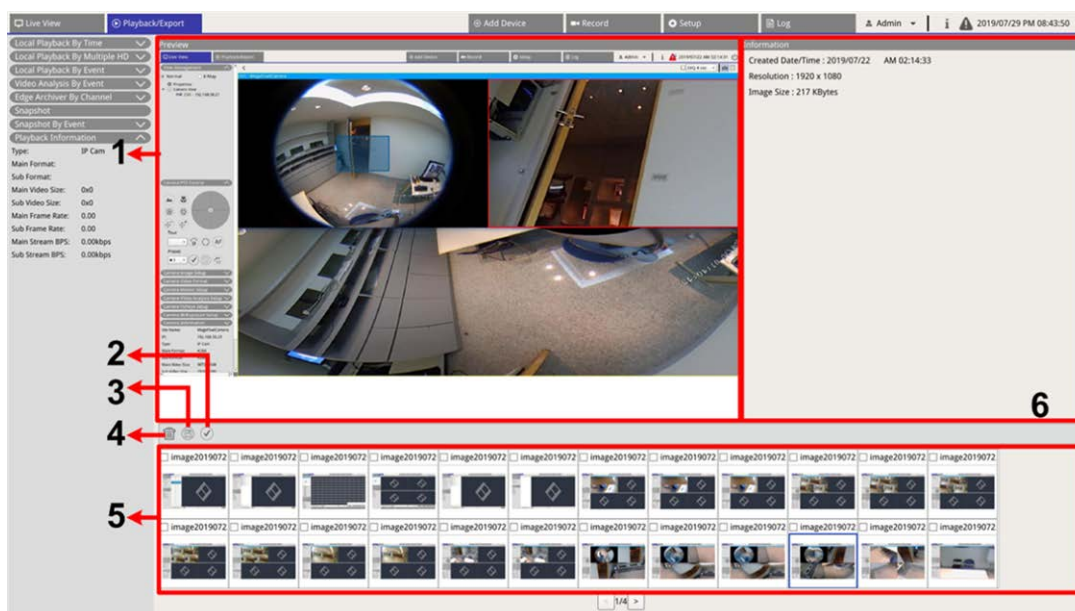 Live View Playback/Export Add Device Record Setup Log Admin i 2019/07/29 PM 08:43:50
Local Playback By Time
Local Playback By Multiple HD
Local Playback By Event
Video Analysis By Event
Edge Archiver By Channel
Snapshot
Snapshot By Event
Playback Information
Type: IP Cam
Main Format:
Sub Format:
Main Video Size: 0x0
Sub Video Size: 0x0
Main Frame Rate: 0.00
Sub Frame Rate: 0.00
Main Stream BPS: 0.00kbps
Sub Stream BPS: 0.00kbps
Preview
Information
Created Date/Time : 2019/07/22 AM 02:14:33
Resolution : 1920 x 1080
Image Size : 217 KBytes
1
2
3
4
5
6
image2019072 image2019072 image2019072 image2019072 image2019072 image2019072 image2019072 image2019072 image2019072 image2019072 image2019072 image2019072
image2019072 image2019072 image2019072 image2019072 image2019072 image2019072 image2019072 image2019072 image2019072 image2019072 image2019072 image2019072
< 1/4 >